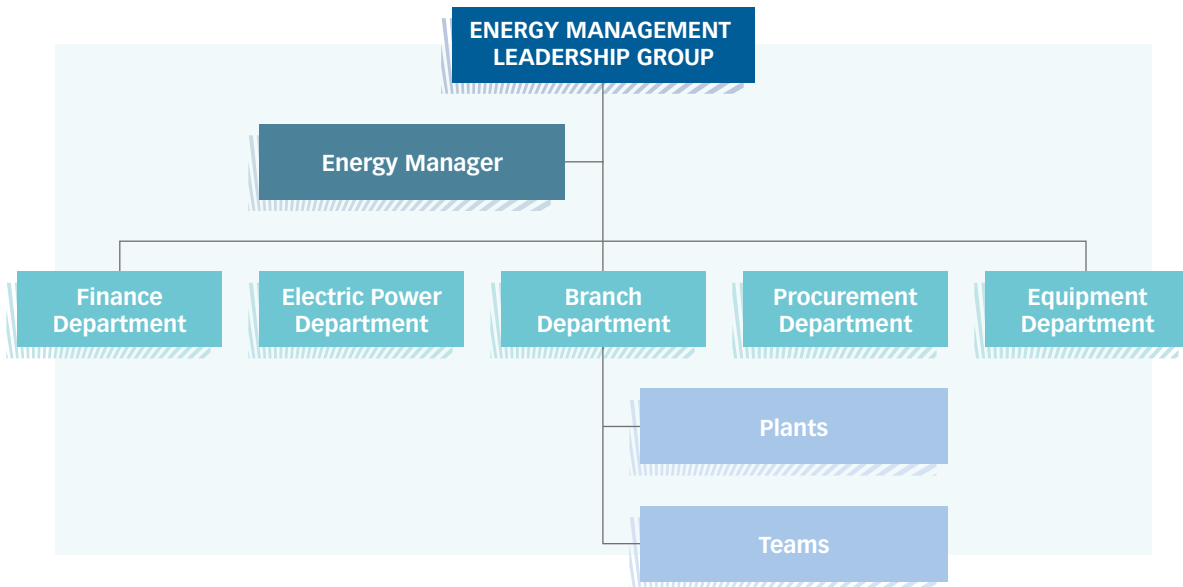 ENERGY MANAGEMENT
LEADERSHIP GROUP
Energy Manager
Finance
Department
Electric Power
Department
Branch
Department
Procurement
Department
Equipment
Department
Plants
Teams